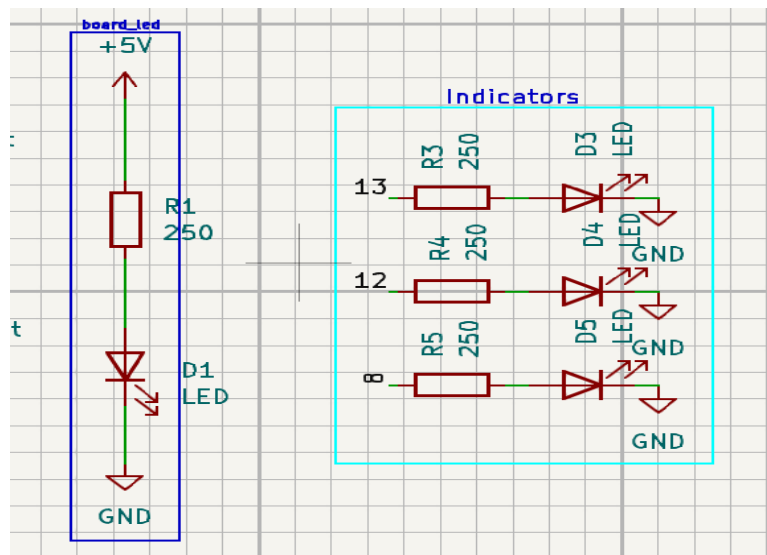 board_led
+5V
R1
250
D1
LED
GND
Indicators
13
R3
250
D3
LED
GND
12
R4
250
D4
LED
GND
8
R5
250
D5
LED
GND
t